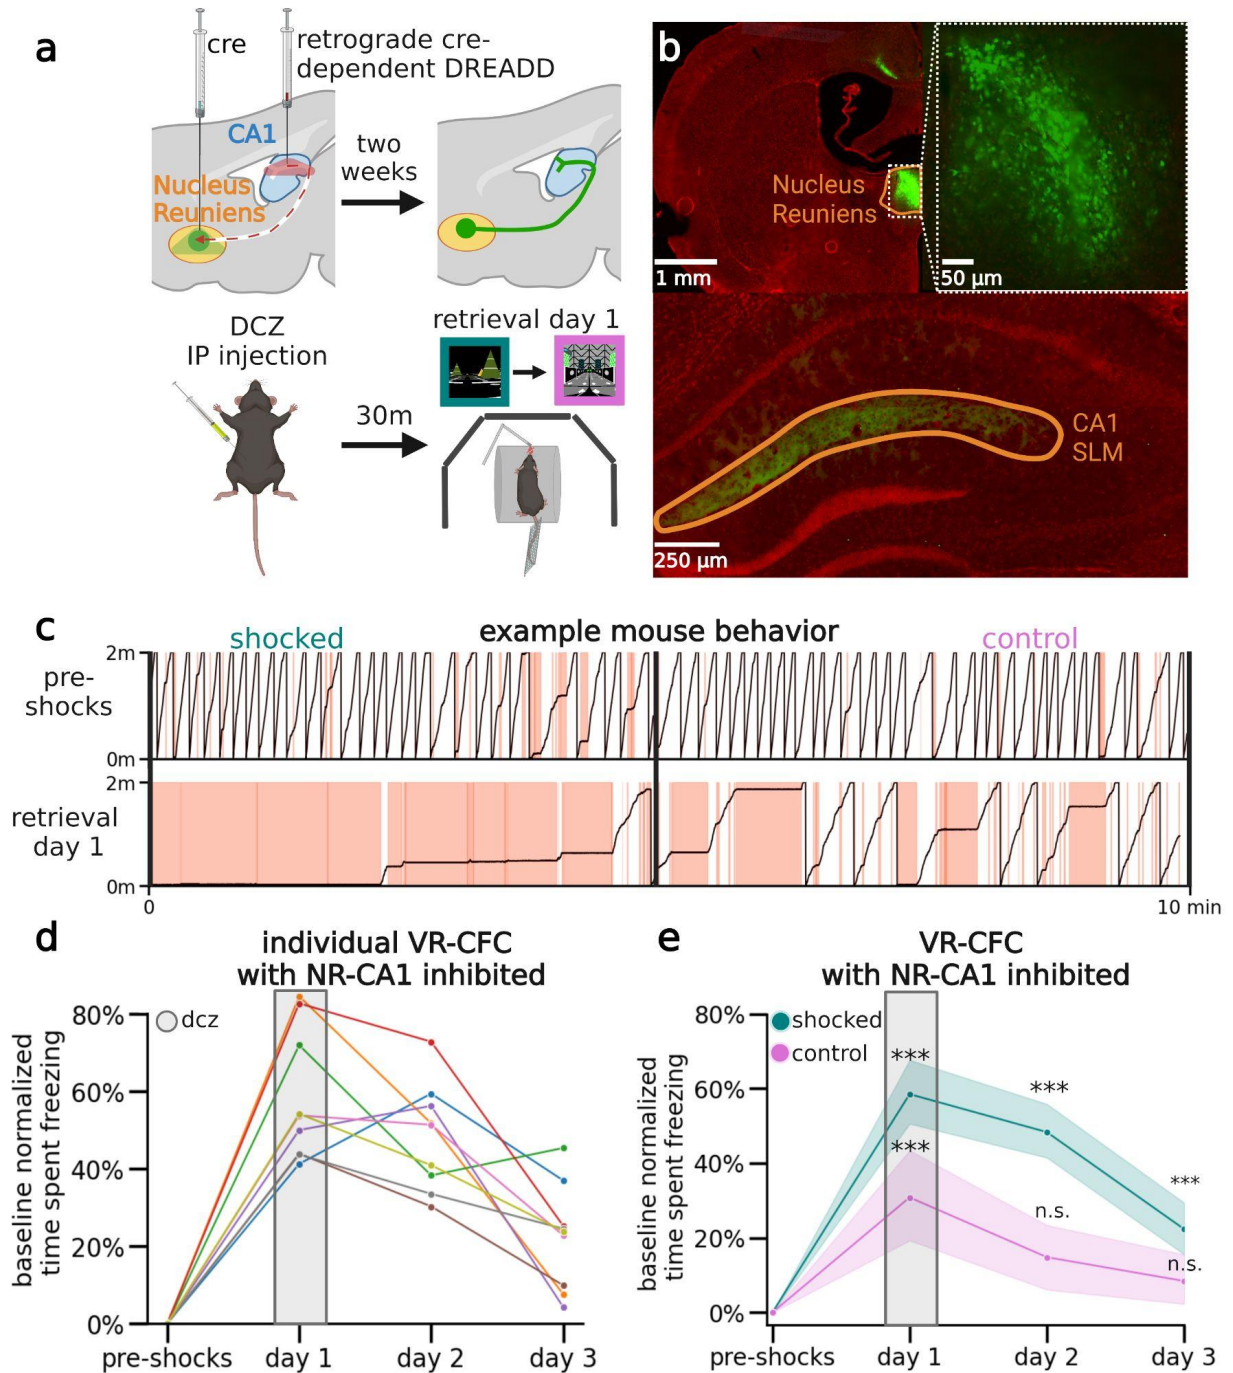 a
cre
retrograde cre-
dependent DREADD
CA1
Nucleus
Reuniens
two
weeks
DCZ
IP injection
30m
retrieval day 1
b
Nucleus
Reuniens
1 mm
50 µm
CA1
SLM
250 µm
c
shocked
example mouse behavior
control
pre-
shocks
2m
0m
retrieval
day 1
2m
0m
0
10 min
d
individual VR-CFC
with NR-CA1 inhibited
baseline normalized
time spent freezing
80%
60%
40%
20%
0%
dcz
pre-shocks
day 1
day 2
day 3
e
VR-CFC
with NR-CA1 inhibited
baseline normalized
time spent freezing
80%
60%
40%
20%
0%
shocked
control
***
***
***
n.s.
***
n.s.
pre-shocks
day 1
day 2
day 3